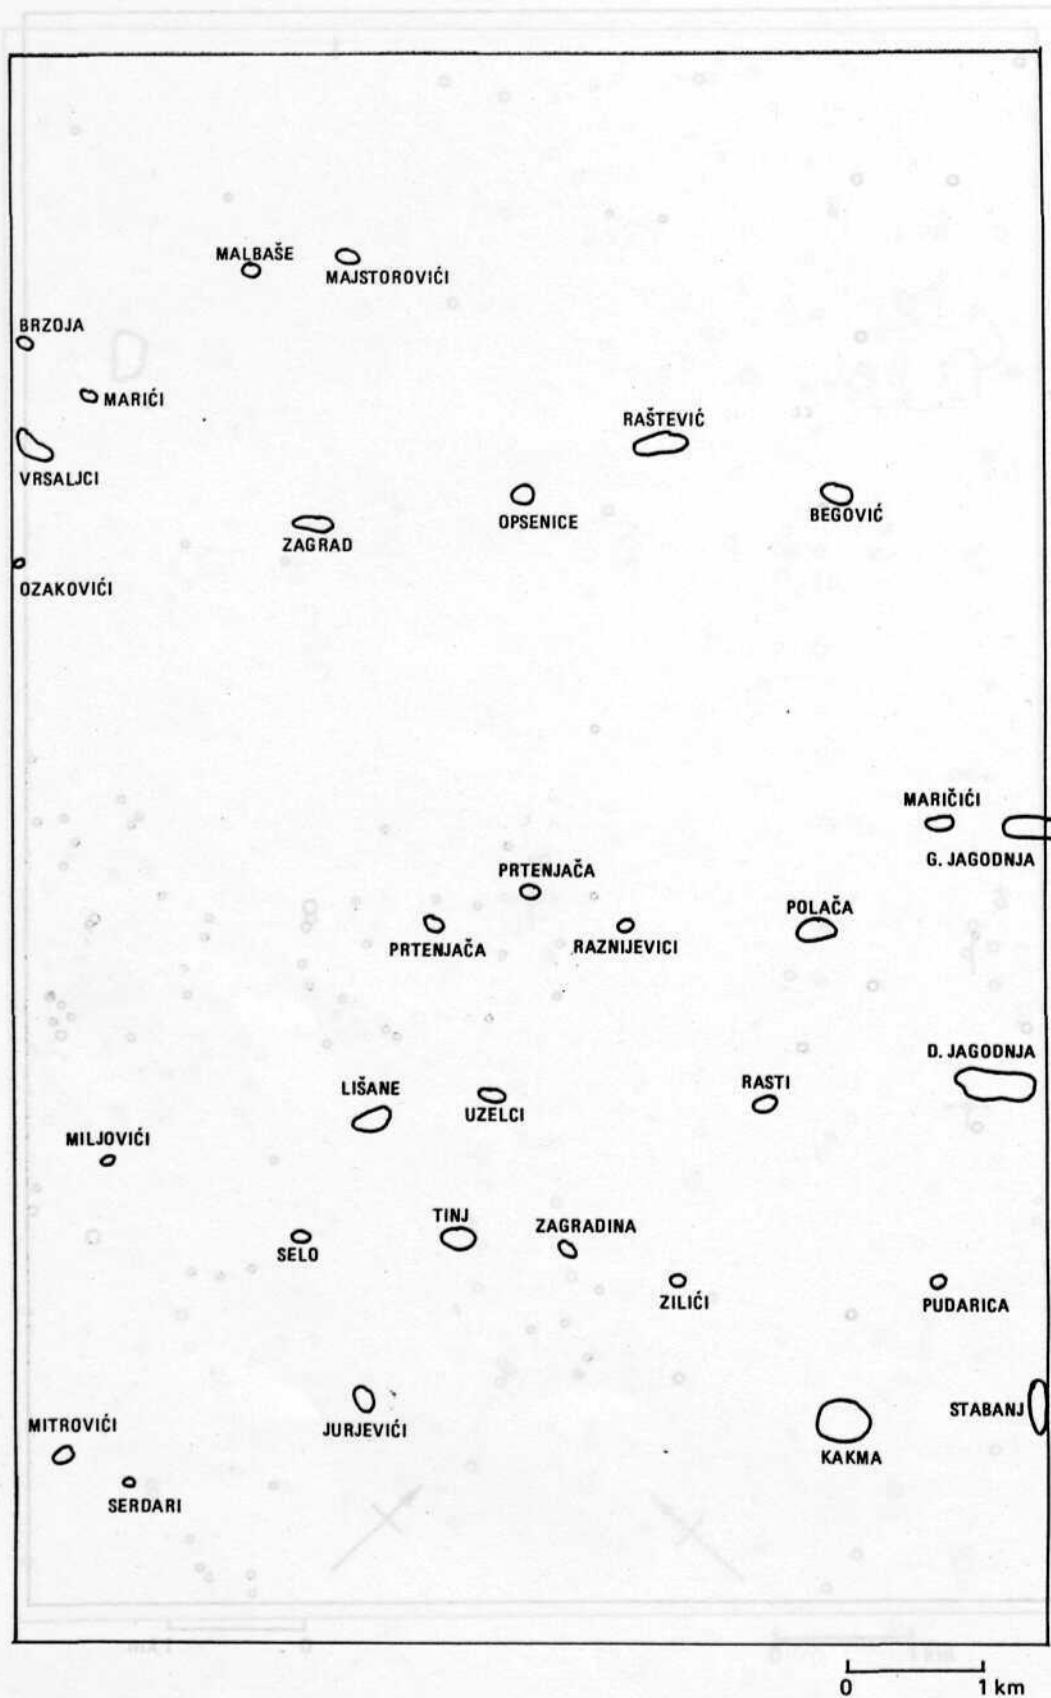 MALBAŠE
MAJSTOROVIĆI
BRZOJA
MARIĆI
RAŠTEVIĆ
VRSALJCI
OPSENICE
BEGOVIĆ
ZAGRAD
OZAKOVIĆI
MARIČIĆI
G. JAGODNJA
PRTENJAČA
POLAČA
PRTENJAČA
RAZNIJEVICI
D. JAGODNJA
LIŠANE
RASTI
UZELCI
MILJOVIĆI
TINJ
ZAGRADINA
SELO
ZILIĆI
PUDARICA
STABANJ
MITROVIĆI
JURJEVIĆI
KAKMA
SERDARI
0 1 km